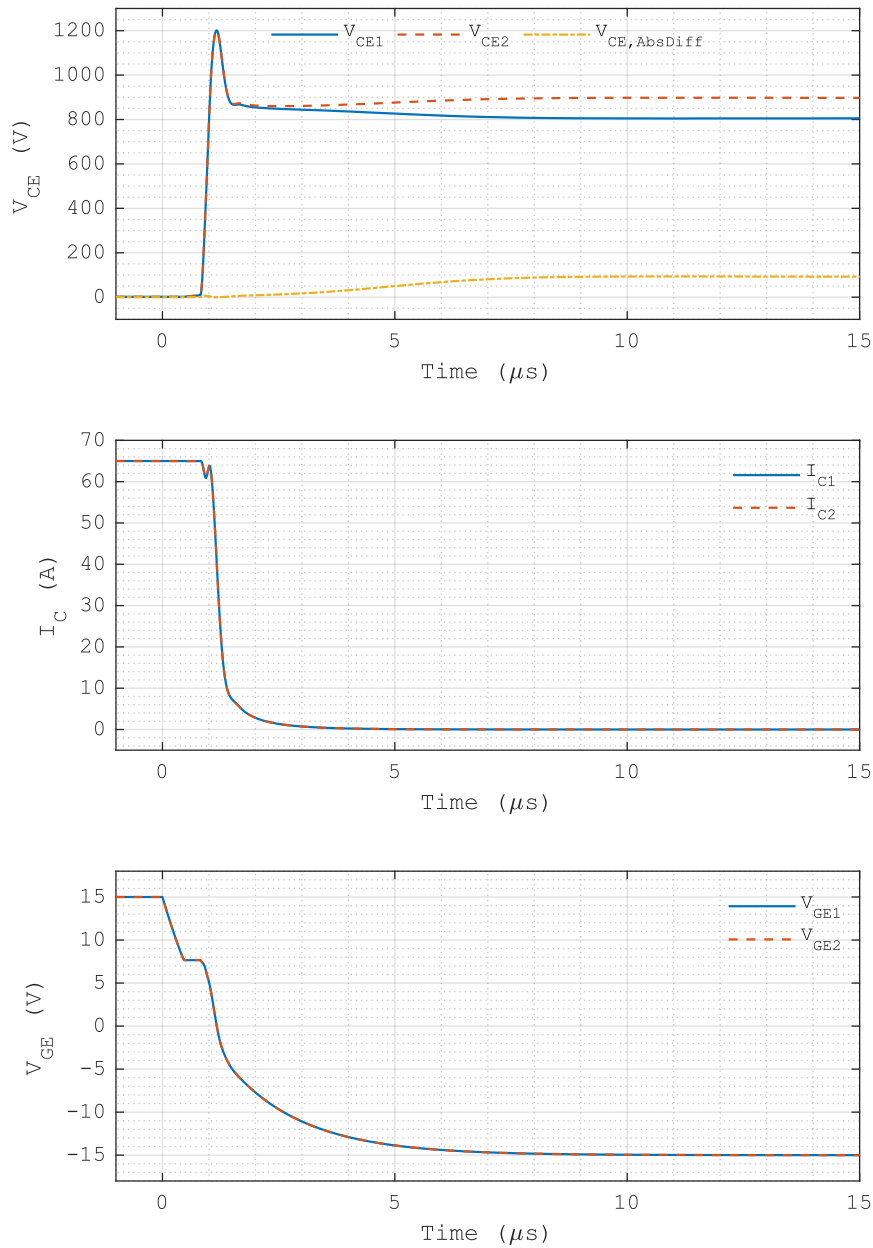 V_CE1 V_CE2 V_CE,AbsDiff
1200
1000
800
600
400
200
0
V_CE (V)
0 5 10 15
Time (μs)
70
60
50
40
30
20
10
0
I_C (A)
I_C1
I_C2
0 5 10 15
Time (μs)
15
10
5
0
-5
-10
-15
V_GE (V)
V_GE1
V_GE2
0 5 10 15
Time (μs)